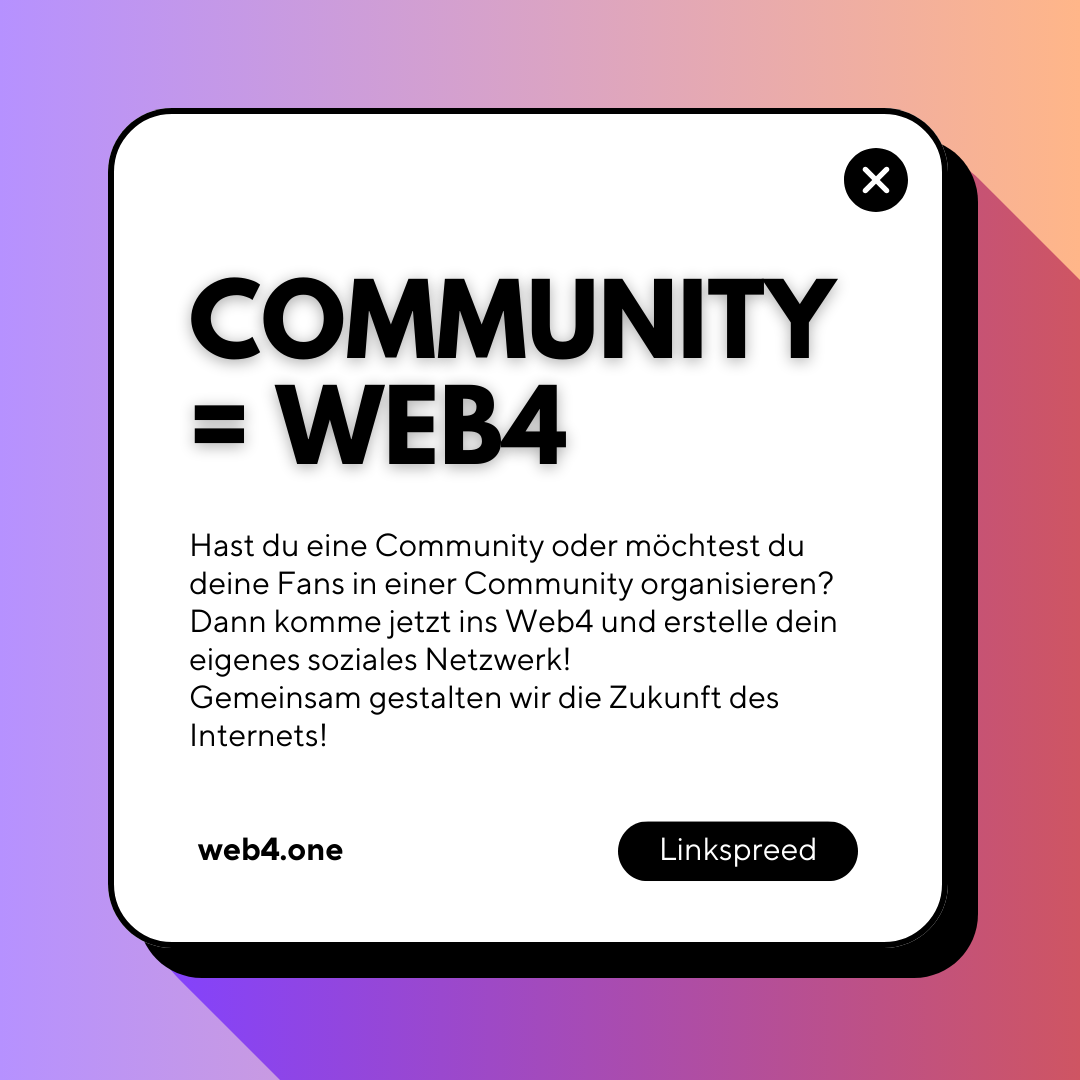 COMMUNITY
= WEB4
Hast du eine Community oder möchtest du
deine Fans in einer Community organisieren?
Dann komme jetzt ins Web4 und erstelle dein
eigenes soziales Netzwerk!
Gemeinsam gestalten wir die Zukunft des
Internets!
web4.one
Linkspreed